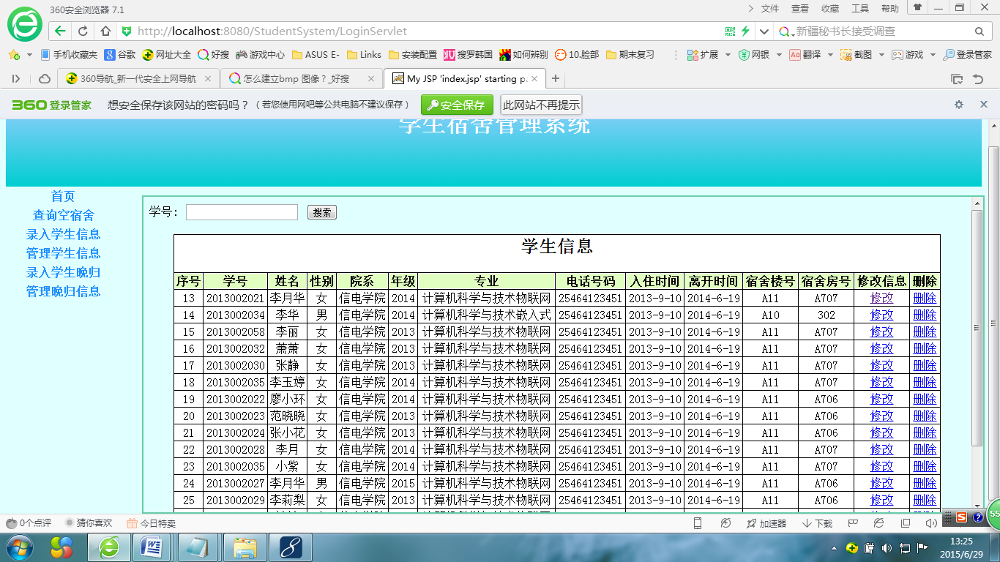 360安全浏览器 7.1
文件 查看 收藏 工具 帮助
http://localhost:8080/StudentSystem/LoginServlet
新疆秘书长接受调查
手机收藏夹 谷歌 网址大全 好搜 游戏中心 ASUS E- Links 安装配置 搜罗韩国 如何辨别 10.脸部 期末复习 扩展 网银 翻译 截图 游戏 登录管家
360导航_新一代安全上网导航 怎么建立bmp 图像？_好搜 My JSP 'index.jsp' starting p
360登录管家 想安全保存该网站的密码吗？（若您使用网吧等公共电脑不建议保存） 安全保存 此网站不再提示
学生宿舍管理系统
首页
查询空宿舍
录入学生信息
管理学生信息
录入学生晚归
管理晚归信息
学号： 搜索
学生信息
序号 学号 姓名 性别 院系 年级 专业 电话号码 入住时间 离开时间 宿舍楼号 宿舍房号 修改信息 删除
13 2013002021 李月华 女 信电学院 2014 计算机科学与技术物联网 25464123451 2013-9-10 2014-6-19 A11 A707 修改 删除
14 2013002034 李华 男 信电学院 2014 计算机科学与技术嵌入式 25464123451 2013-9-10 2014-6-19 A10 302 修改 删除
15 2013002058 李丽 女 信电学院 2013 计算机科学与技术物联网 25464123451 2013-9-10 2014-6-19 A11 A707 修改 删除
16 2013002032 萧萧 女 信电学院 2013 计算机科学与技术物联网 25464123451 2013-9-10 2014-6-19 A11 A707 修改 删除
17 2013002030 张静 女 信电学院 2013 计算机科学与技术物联网 25464123451 2013-9-10 2014-6-19 A11 A707 修改 删除
18 2013002035 李玉婷 女 信电学院 2014 计算机科学与技术物联网 25464123451 2013-9-10 2014-6-19 A11 A707 修改 删除
19 2013002022 廖小环 女 信电学院 2014 计算机科学与技术物联网 25464123451 2013-9-10 2014-6-19 A11 A706 修改 删除
20 2013002023 范晓晓 女 信电学院 2013 计算机科学与技术物联网 25464123451 2013-9-10 2014-6-19 A11 A706 修改 删除
21 2013002024 张小花 女 信电学院 2013 计算机科学与技术物联网 25464123451 2013-9-10 2014-6-19 A11 A706 修改 删除
22 2013002028 李月 女 信电学院 2014 计算机科学与技术物联网 25464123451 2013-9-10 2014-6-19 A11 A707 修改 删除
23 2013002035 小紫 女 信电学院 2014 计算机科学与技术物联网 25464123451 2013-9-10 2014-6-19 A11 A707 修改 删除
24 2013002027 李月华 男 信电学院 2015 计算机科学与技术物联网 25464123451 2013-9-10 2014-6-19 A11 A706 修改 删除
25 2013002029 李莉梨 女 信电学院 2013 计算机科学与技术物联网 25464123451 2013-9-10 2014-6-19 A11 A706 修改 删除
55
0个点评 猜你喜欢 今日特卖 加速器 下载
13:25
2015/6/29